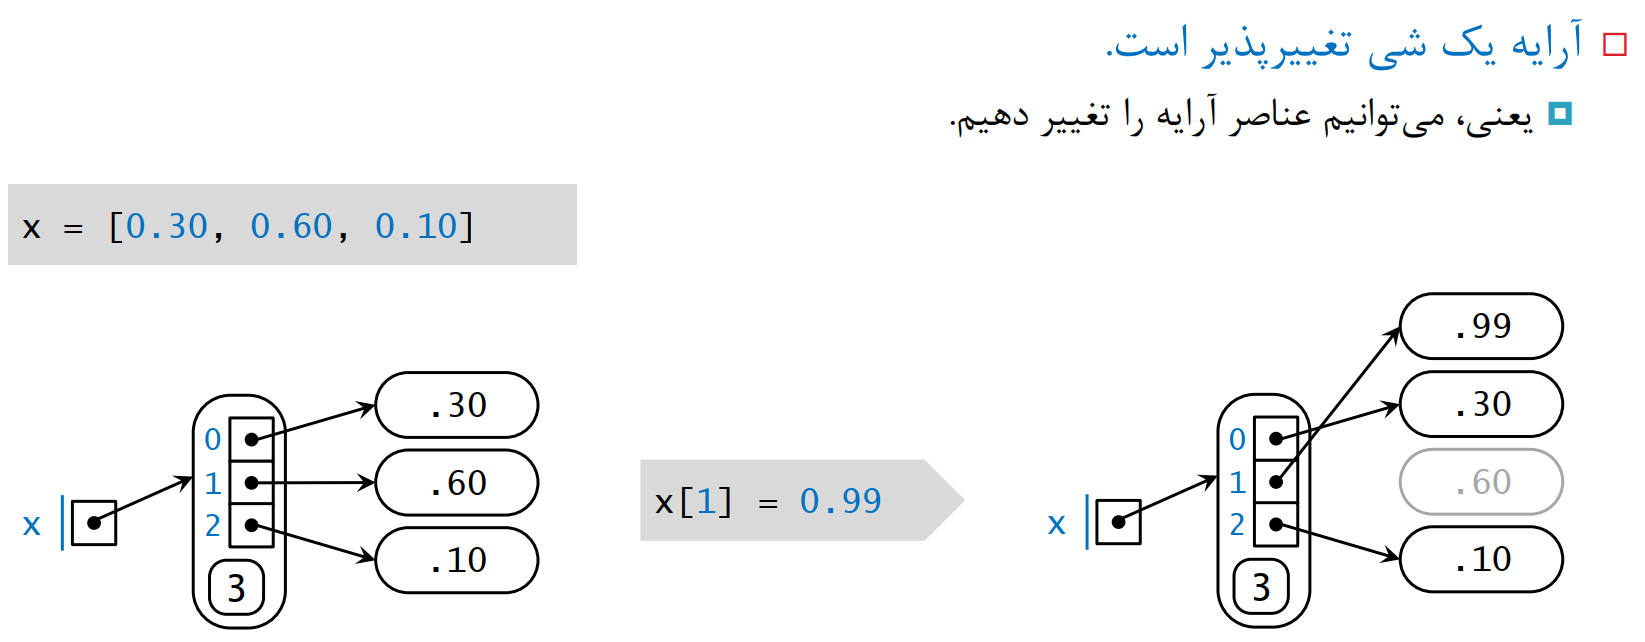 آرایه یک شی تغییرپذیر است.
یعنی، می‌توانیم عناصر آرایه را تغییر دهیم.
x = [0.30, 0.60, 0.10]
x
0
1
2
3
.30
.60
.10
x[1] = 0.99
x
0
1
2
3
.99
.30
.60
.10